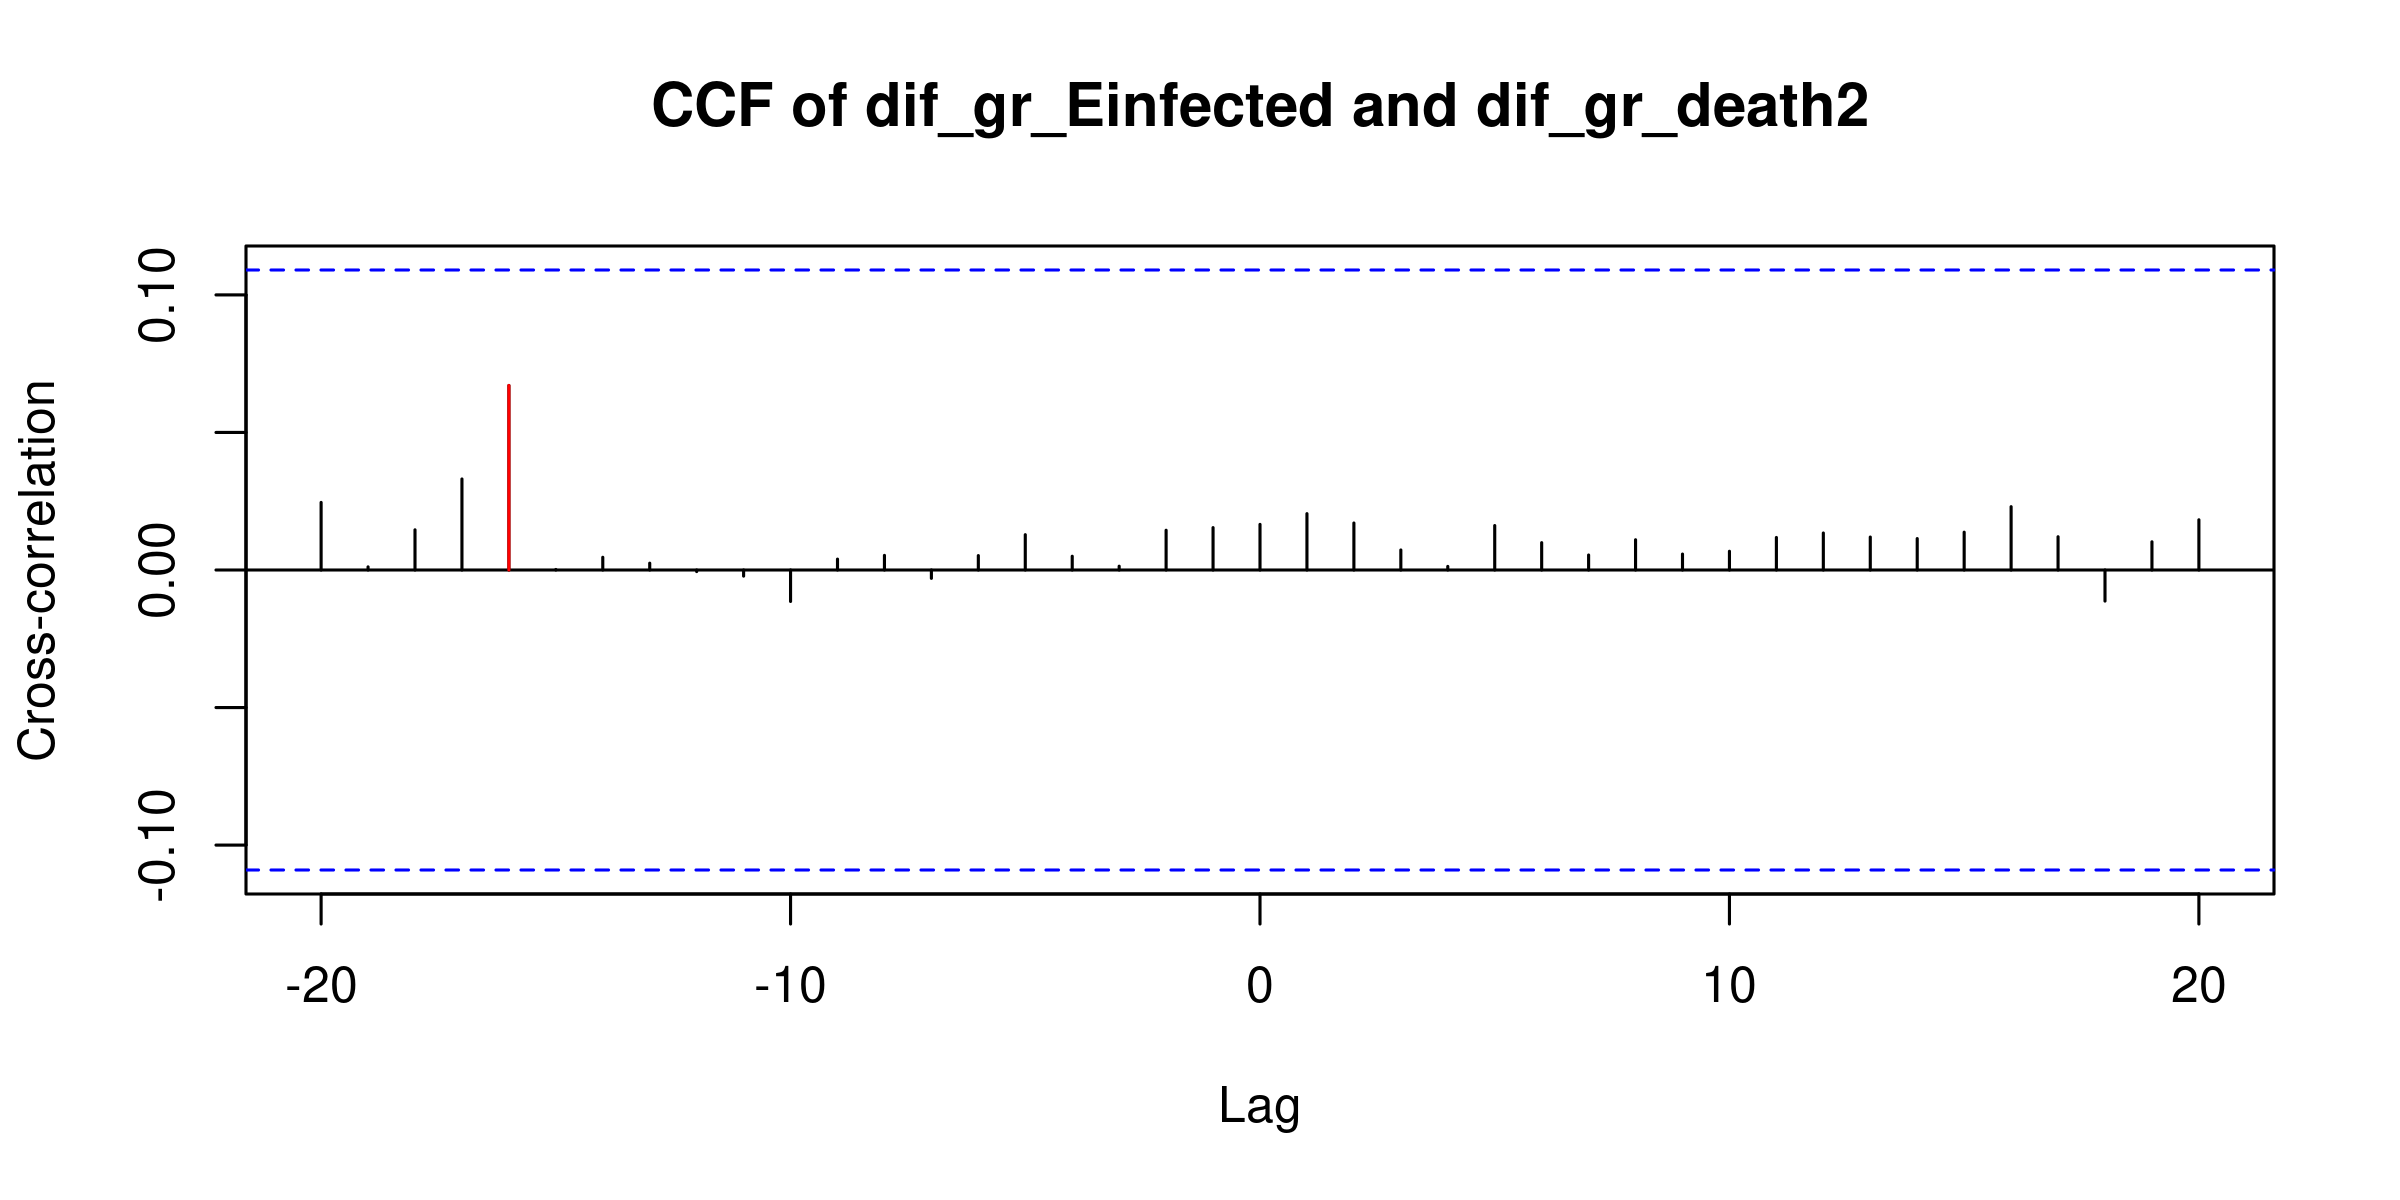 CCF of dif_gr_Einfected and dif_gr_death2
Cross-correlation
0.10
0.00
-0.10
-20 -10 0 10 20
Lag